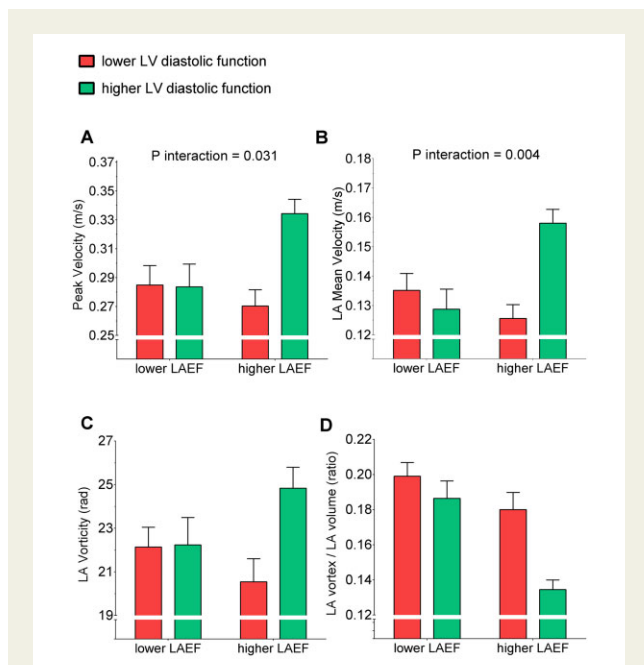 lower LV diastolic function
higher LV diastolic function
A
P interaction = 0.031
Peak Velocity (m/s)
0.37
0.35
0.33
0.29
0.27
0.25
lower LAEF
higher LAEF
B
P interaction = 0.004
LA Mean Velocity (m/s)
0.18
0.17
0.16
0.14
0.13
0.12
lower LAEF
higher LAEF
C
LA Vorticity (rad)
27
25
23
22
21
19
lower LAEF
higher LAEF
D
LA vortex / LA volume (ratio)
0.22
0.20
0.18
0.16
0.14
0.12
lower LAEF
higher LAEF